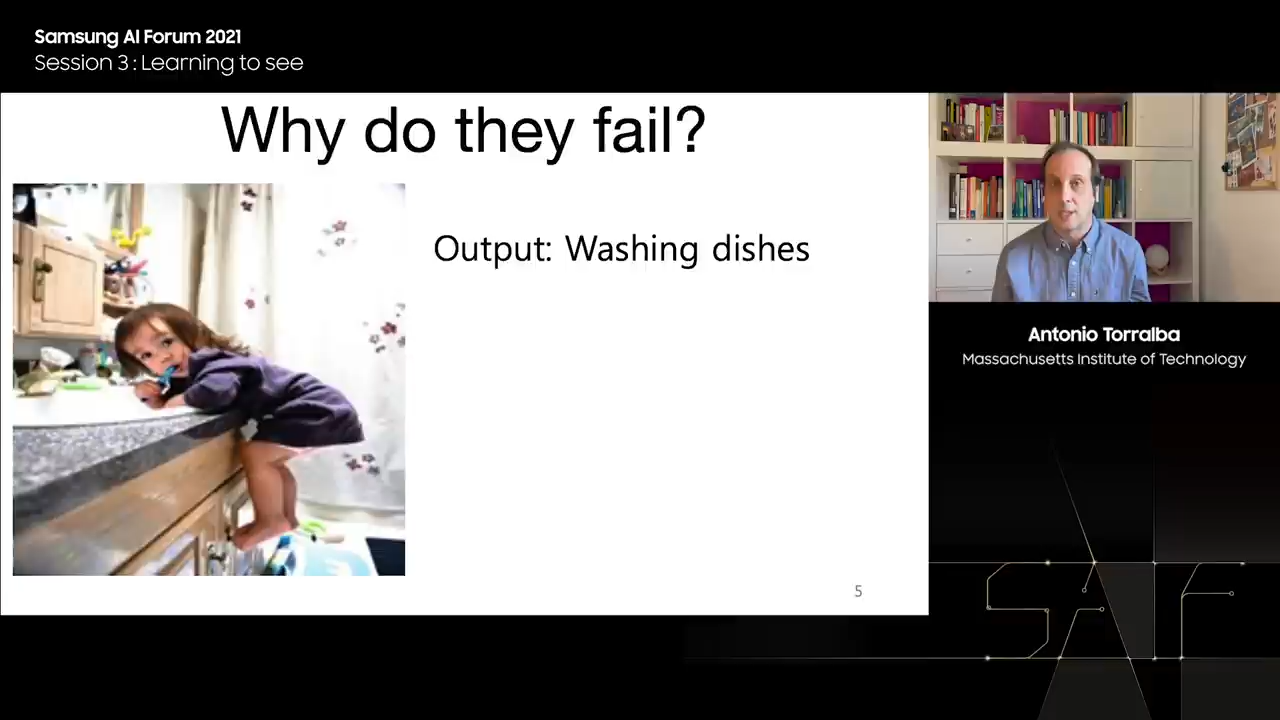 Samsung AI Forum 2021
Session 3 : Learning to see
Why do they fail?
Output: Washing dishes
5
Antonio Torralba
Massachusetts Institute of Technology
SAIF